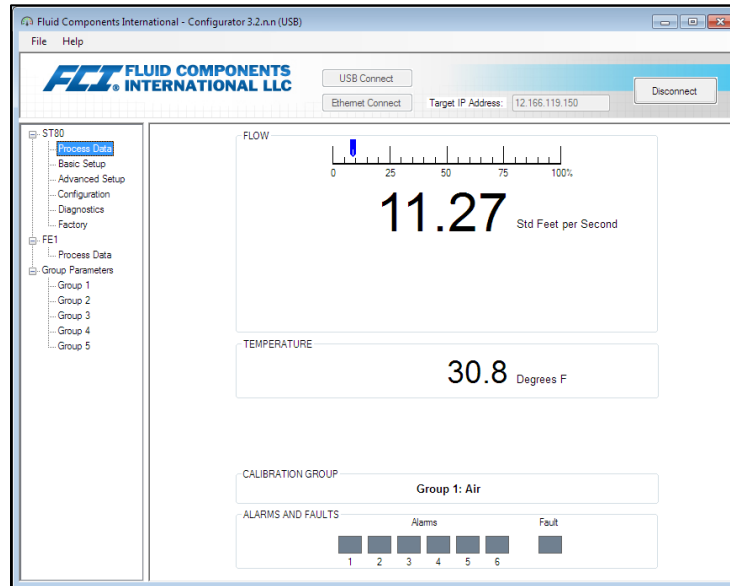 Fluid Components International - Configurator 3.2.n.n (USB)
File Help
FCI. FLUID COMPONENTS
INTERNATIONAL LLC
USB Connect
Ethernet Connect Target IP Address: 12.166.119.150
Disconnect
ST80
Process Data
Basic Setup
Advanced Setup
Configuration
Diagnostics
Factory
FE1
Process Data
Group Parameters
Group 1
Group 2
Group 3
Group 4
Group 5
FLOW
0 25 50 75 100%
11.27 Std Feet per Second
TEMPERATURE
30.8 Degrees F
CALIBRATION GROUP
Group 1: Air
ALARMS AND FAULTS
Alarms Fault
1 2 3 4 5 6